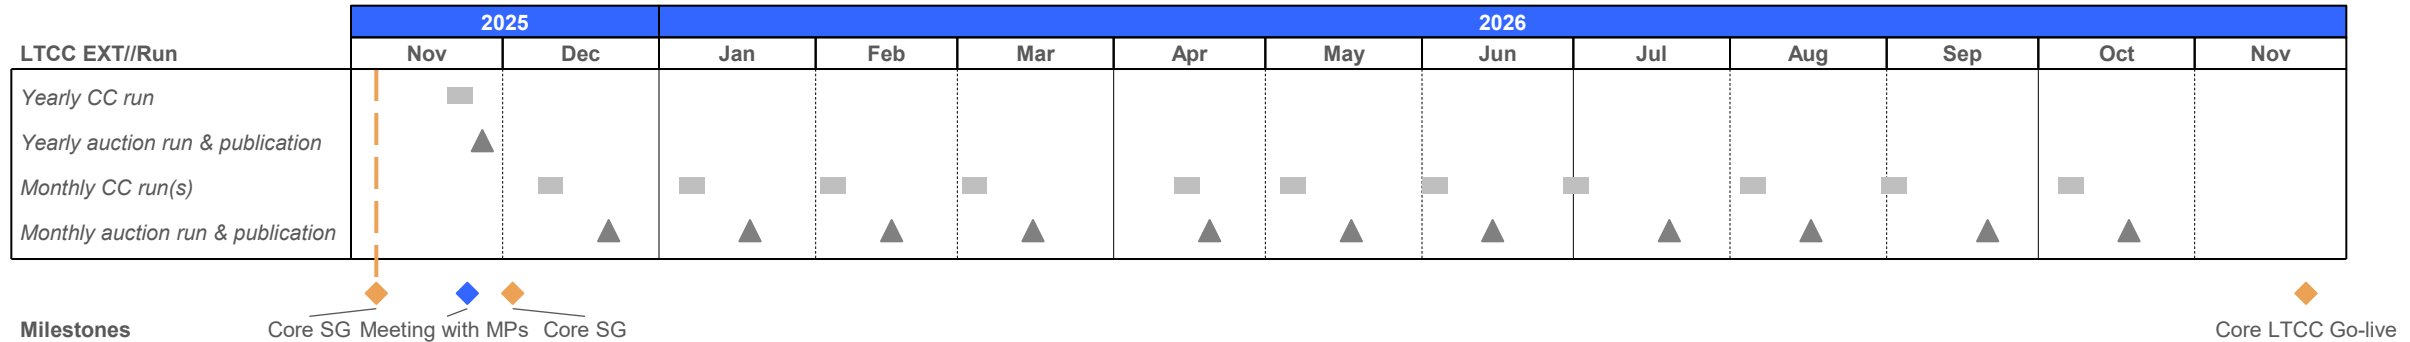 2025 2026
LTCC EXT//Run Nov Dec Jan Feb Mar Apr May Jun Jul Aug Sep Oct Nov
Yearly CC run
Yearly auction run & publication
Monthly CC run(s)
Monthly auction run & publication
Milestones Core SG Meeting with MPs Core SG Core LTCC Go-live